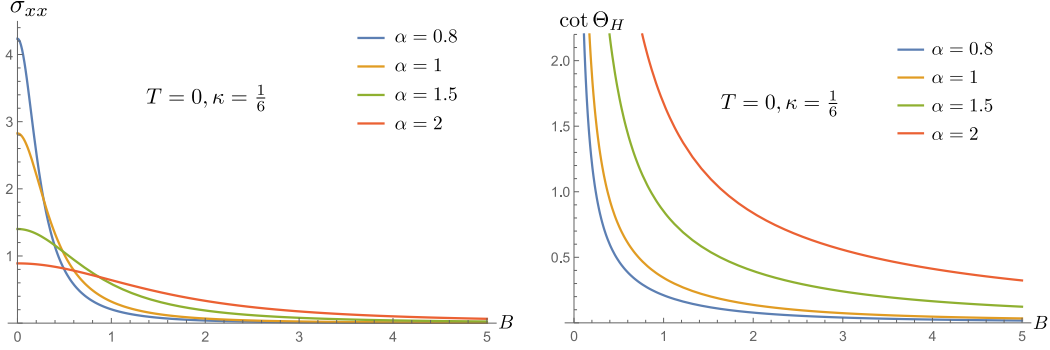 σxx
α = 0.8
α = 1
α = 1.5
α = 2
T = 0, κ = 1/6
4
3
2
1
0 1 2 3 4 5 B
cot ΘH
α = 0.8
α = 1
α = 1.5
α = 2
T = 0, κ = 1/6
2.0
1.5
1.0
0.5
0 1 2 3 4 5 B